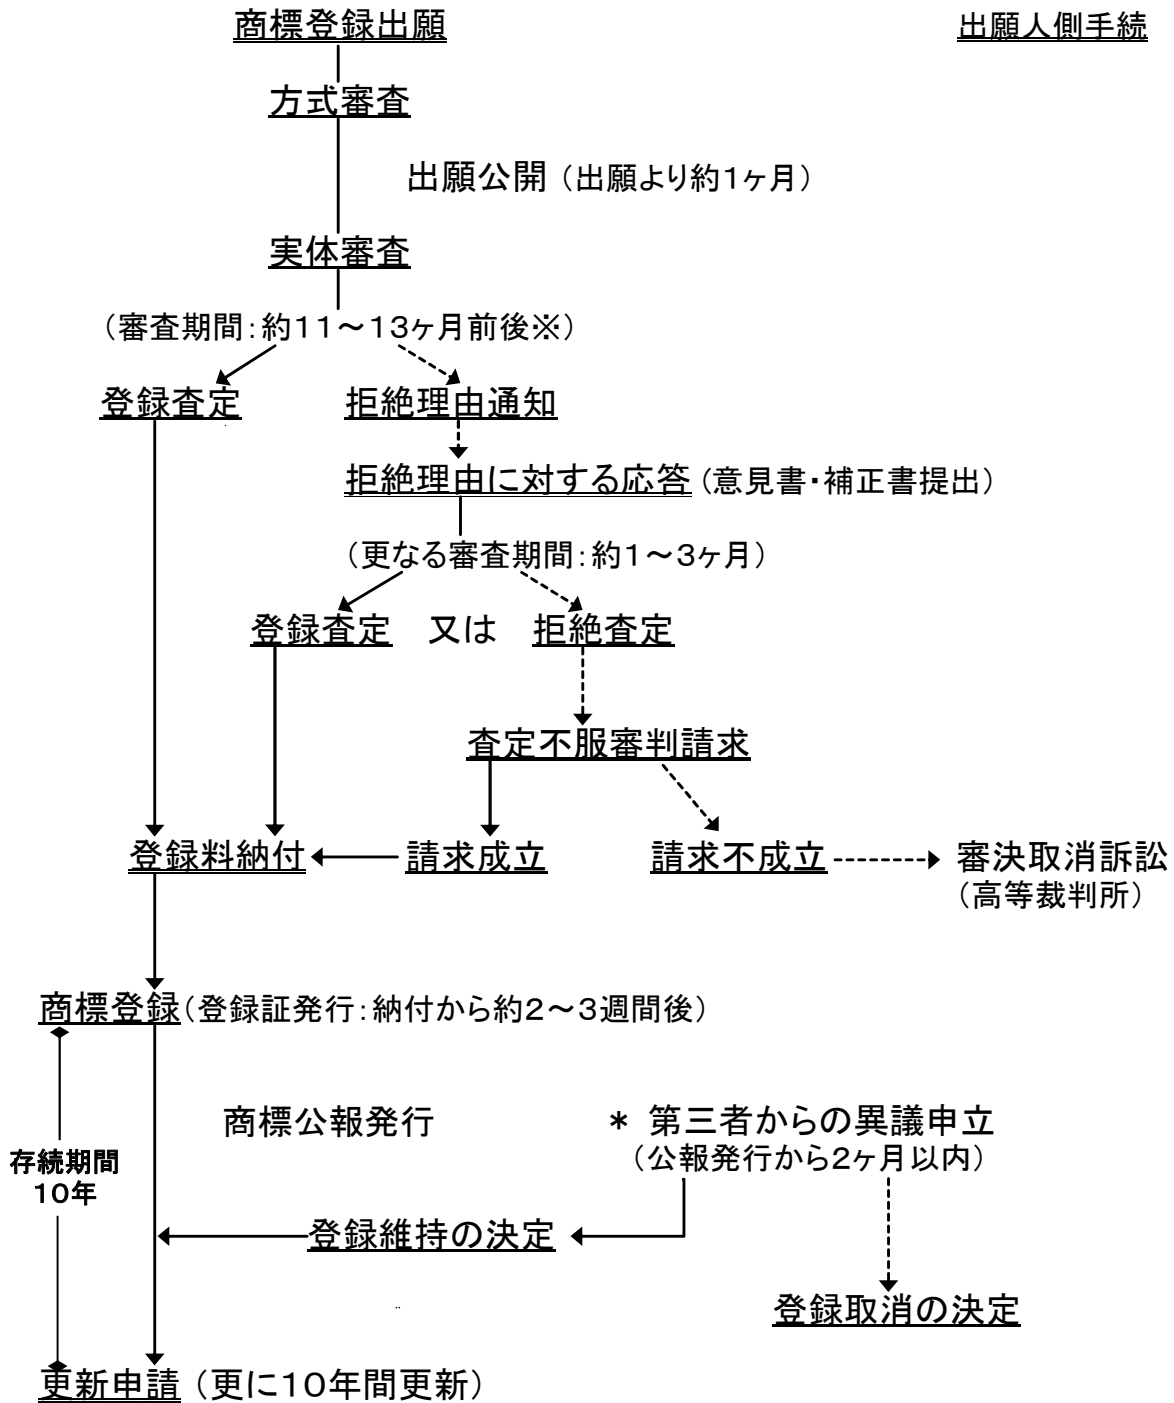 商標登録出願
出願人側手続
方式審査
出願公開（出願より約１ヶ月）
実体審査
（審査期間：約１１～１３ヶ月前後※）
登録査定
拒絶理由通知
拒絶理由に対する応答（意見書・補正書提出）
（更なる審査期間：約１～３ヶ月）
登録査定 又は 拒絶査定
査定不服審判請求
登録料納付
請求成立
請求不成立
審決取消訴訟
（高等裁判所）
商標登録（登録証発行：納付から約２～３週間後）
商標公報発行
＊ 第三者からの異議申立
（公報発行から２ヶ月以内）
存続期間
１０年
登録維持の決定
登録取消の決定
更新申請（更に１０年間更新）